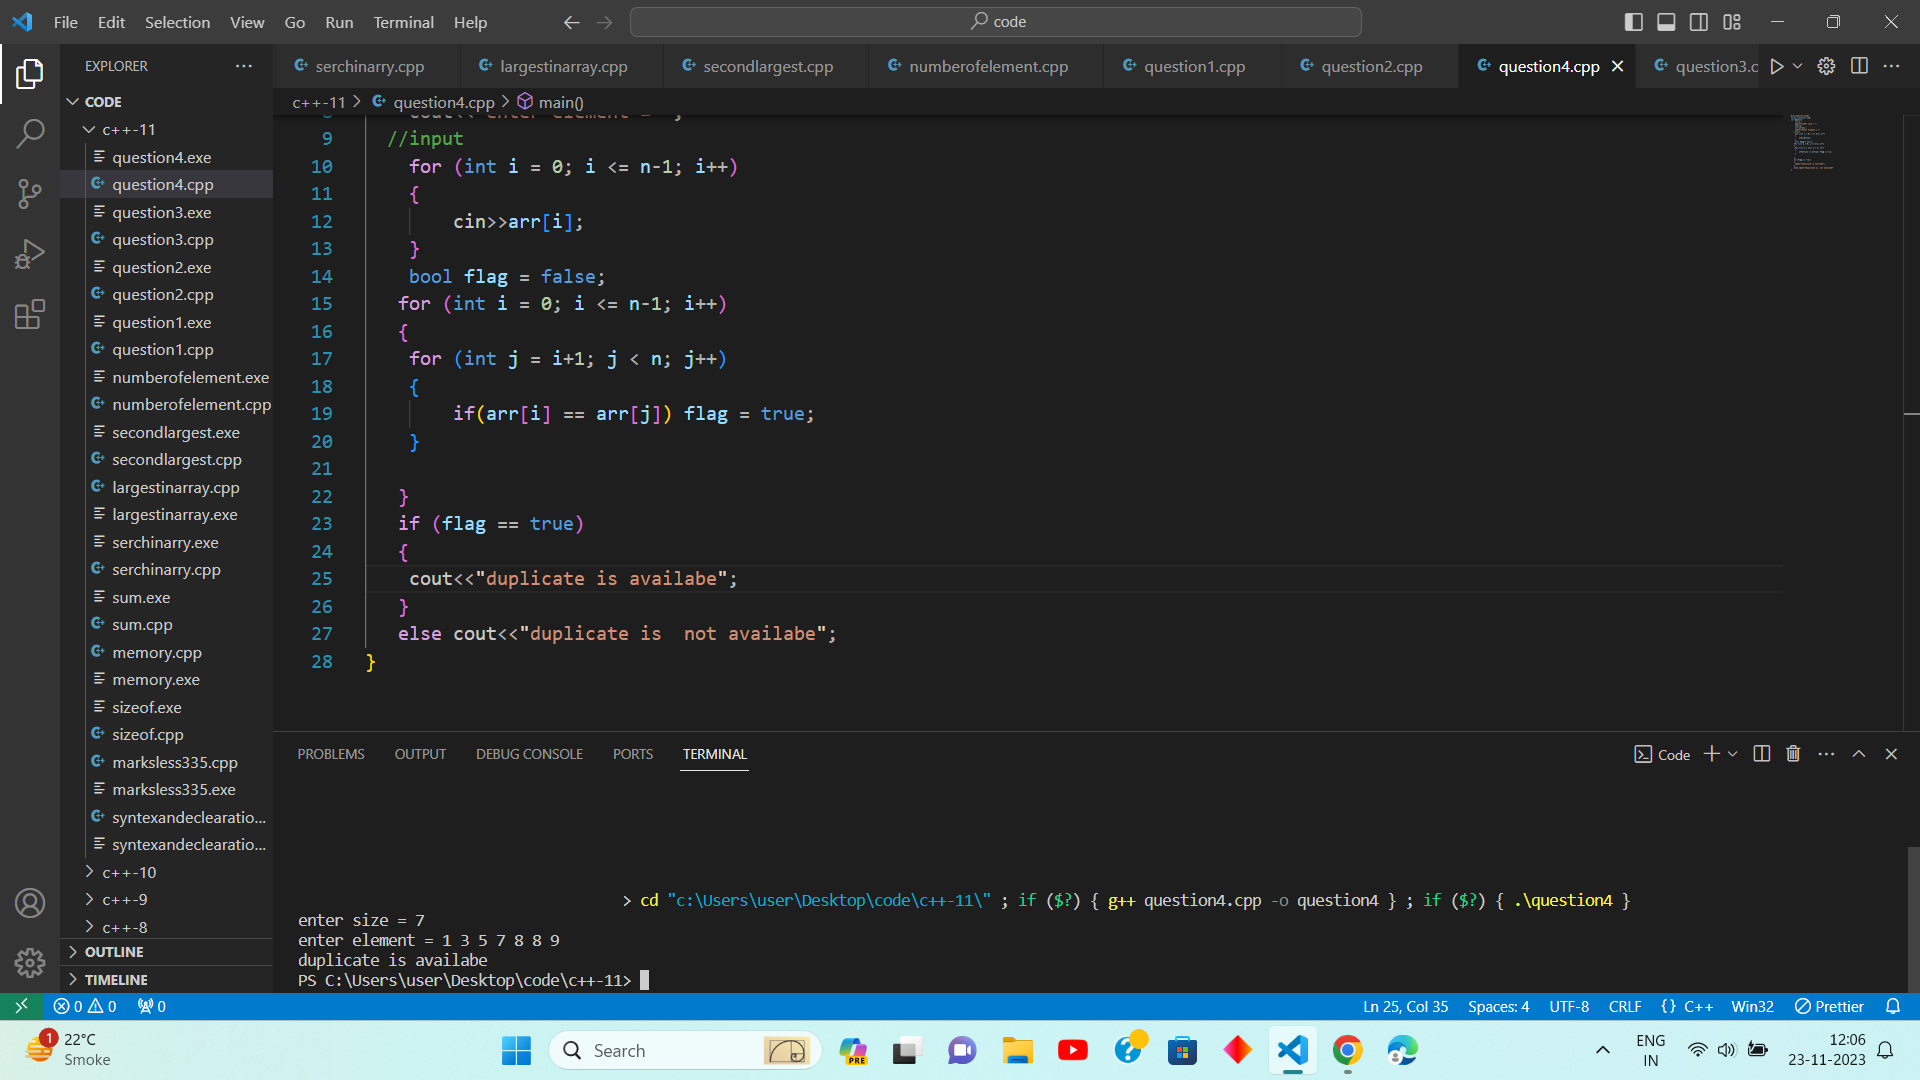 File Edit Selection View Go Run Terminal Help
code
EXPLORER
serchinarry.cpp
largestinarray.cpp
secondlargest.cpp
numberofelement.cpp
question1.cpp
question2.cpp
question4.cpp
question3.c
CODE
c++-11 > question4.cpp > main()
c++-11
question4.exe
question4.cpp
question3.exe
question3.cpp
question2.exe
question2.cpp
question1.exe
question1.cpp
numberofelement.exe
numberofelement.cpp
secondlargest.exe
secondlargest.cpp
largestinarray.cpp
largestinarray.exe
serchinarry.exe
serchinarry.cpp
sum.exe
sum.cpp
memory.cpp
memory.exe
sizeof.exe
sizeof.cpp
marksless335.cpp
marksless335.exe
syntexandeclearatio...
syntexandeclearatio...
c++-10
c++-9
c++-8
OUTLINE
TIMELINE
9 //input
10 for (int i = 0; i <= n-1; i++)
11 {
12 cin>>arr[i];
13 }
14 bool flag = false;
15 for (int i = 0; i <= n-1; i++)
16 {
17 for (int j = i+1; j < n; j++)
18 {
19 if(arr[i] == arr[j]) flag = true;
20 }
21
22 }
23 if (flag == true)
24 {
25 cout<<"duplicate is availabe";
26 }
27 else cout<<"duplicate is  not availabe";
28 }
PROBLEMS OUTPUT DEBUG CONSOLE PORTS TERMINAL
Code
> cd "c:\Users\user\Desktop\code\c++-11\" ; if ($?) { g++ question4.cpp -o question4 } ; if ($?) { .\question4 }
enter size = 7
enter element = 1 3 5 7 8 8 9
duplicate is availabe
PS C:\Users\user\Desktop\code\c++-11>
0 0 0
Ln 25, Col 35 Spaces: 4 UTF-8 CRLF {} C++ Win32 Prettier
1
22°C
Smoke
Search
PRE
ENG
IN
12:06
23-11-2023